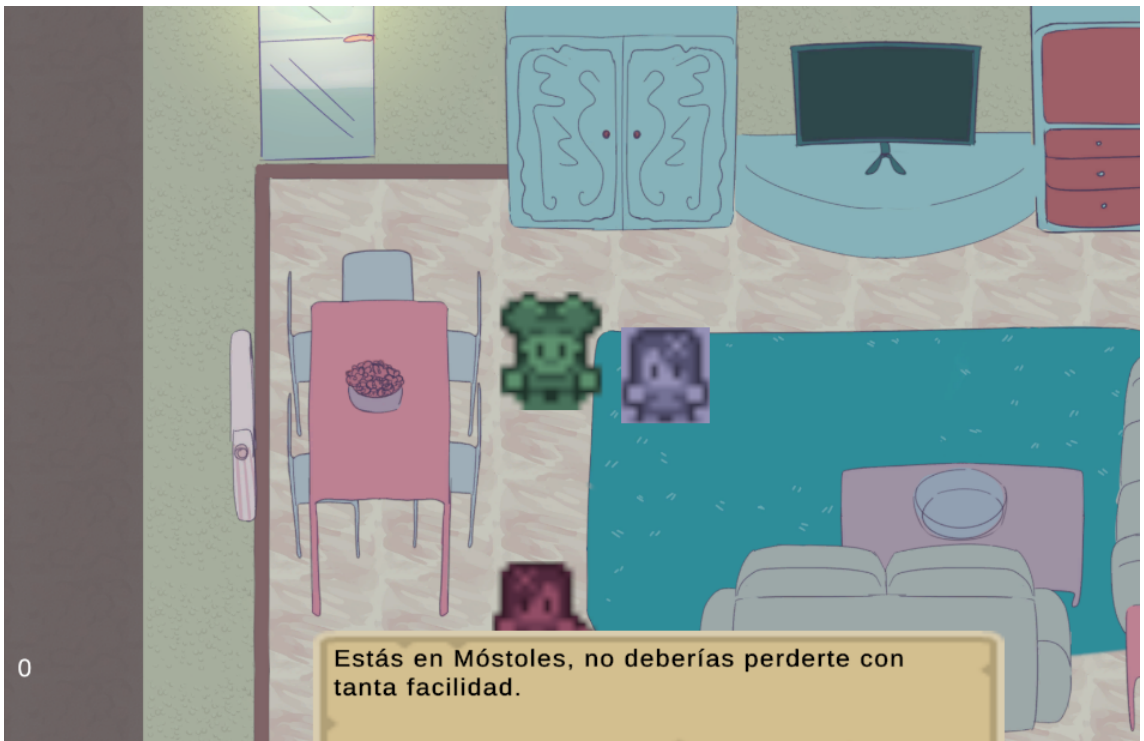 0
Estás en Móstoles, no deberías perderte con
tanta facilidad.